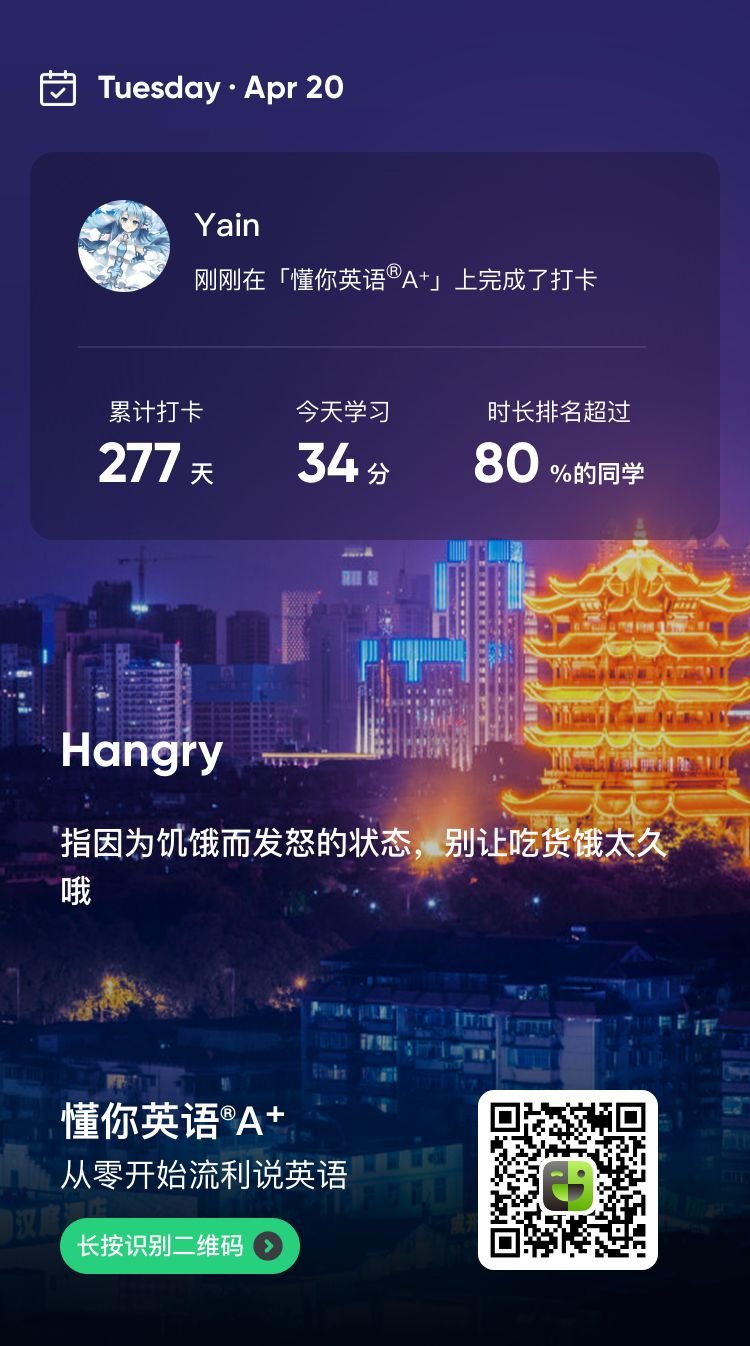 Tuesday · Apr 20
Yain
刚刚在「懂你英语®A⁺」上完成了打卡
累计打卡 今天学习 时长排名超过
277 天 34 分 80 %的同学
Hangry
指因为饥饿而发怒的状态，别让吃货饿太久
哦
懂你英语®A⁺
从零开始流利说英语
汉庭酒店
长按识别二维码